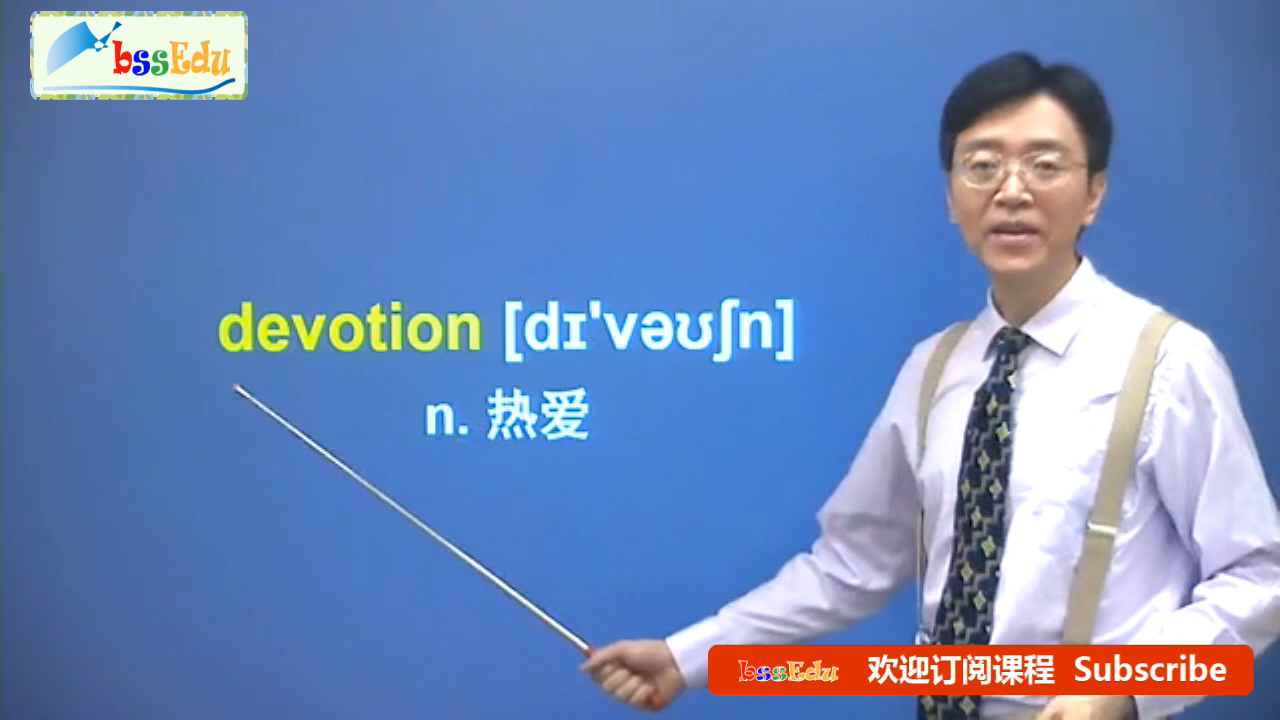 bssEdu
devotion [dɪ'vəʊʃn]
n. 热爱
bssEdu 欢迎订阅课程 Subscribe